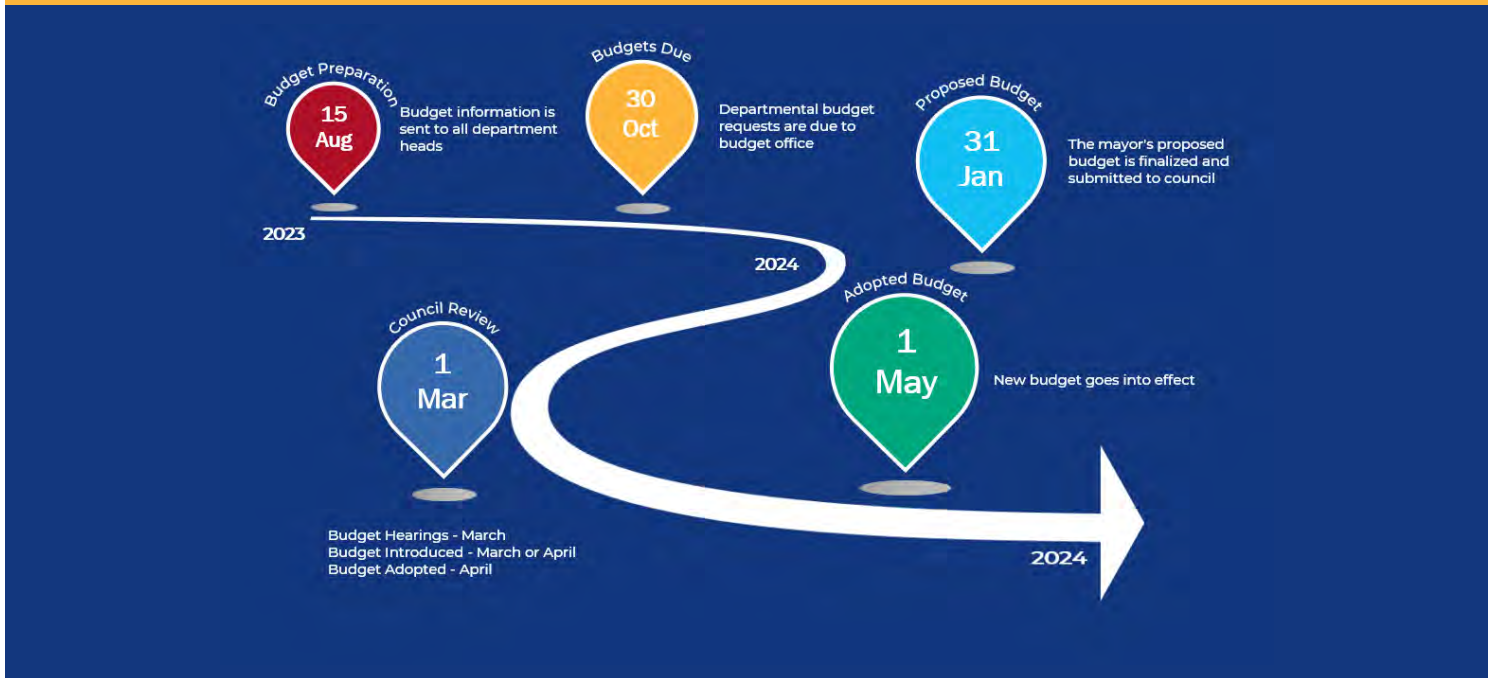 Budget Preparation
15
Aug
Budget information is
sent to all department
heads
Budgets Due
30
Oct
Departmental budget
requests are due to
budget office
Proposed Budget
31
Jan
The mayor's proposed
budget is finalized and
submitted to council
2023
2024
Council Review
1
Mar
Budget Hearings - March
Budget Introduced - March or April
Budget Adopted - April
Adopted Budget
1
May
New budget goes into effect
2024